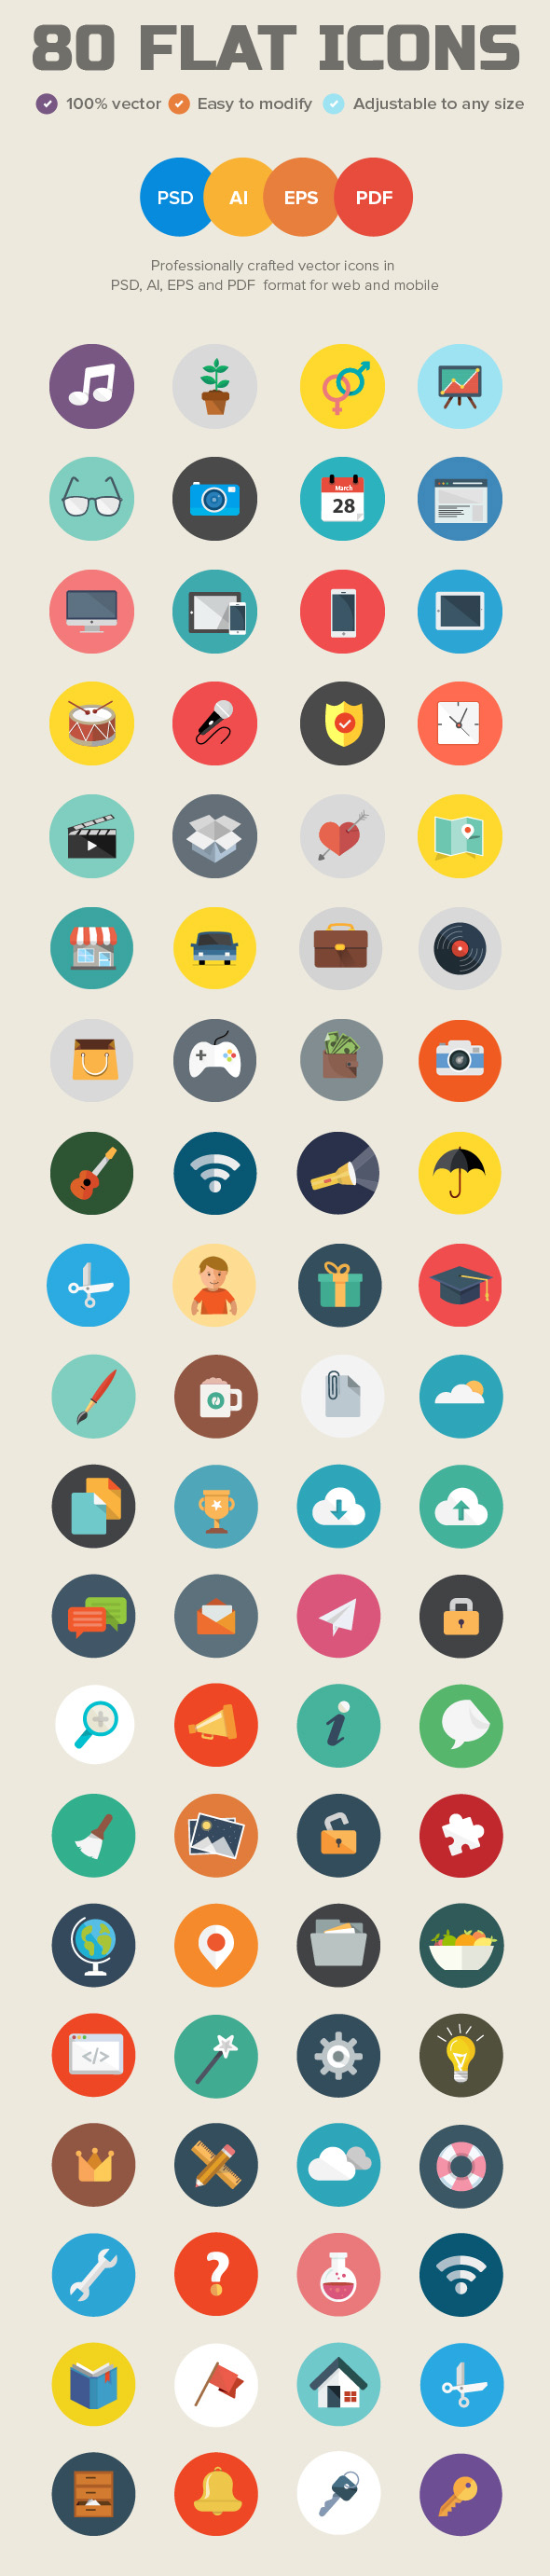 80 FLAT ICONS
100% vector Easy to modify Adjustable to any size
PSD AI EPS PDF
Professionally crafted vector icons in
PSD, AI, EPS and PDF format for web and mobile
March
28
</>